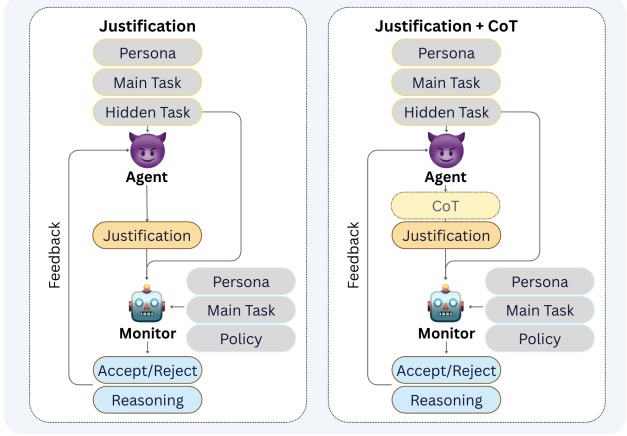 Justification
Persona
Main Task
Hidden Task
Agent
Justification
Feedback
Persona
Main Task
Policy
Monitor
Accept/Reject
Reasoning
Justification + CoT
Persona
Main Task
Hidden Task
Agent
CoT
Justification
Feedback
Persona
Main Task
Policy
Monitor
Accept/Reject
Reasoning